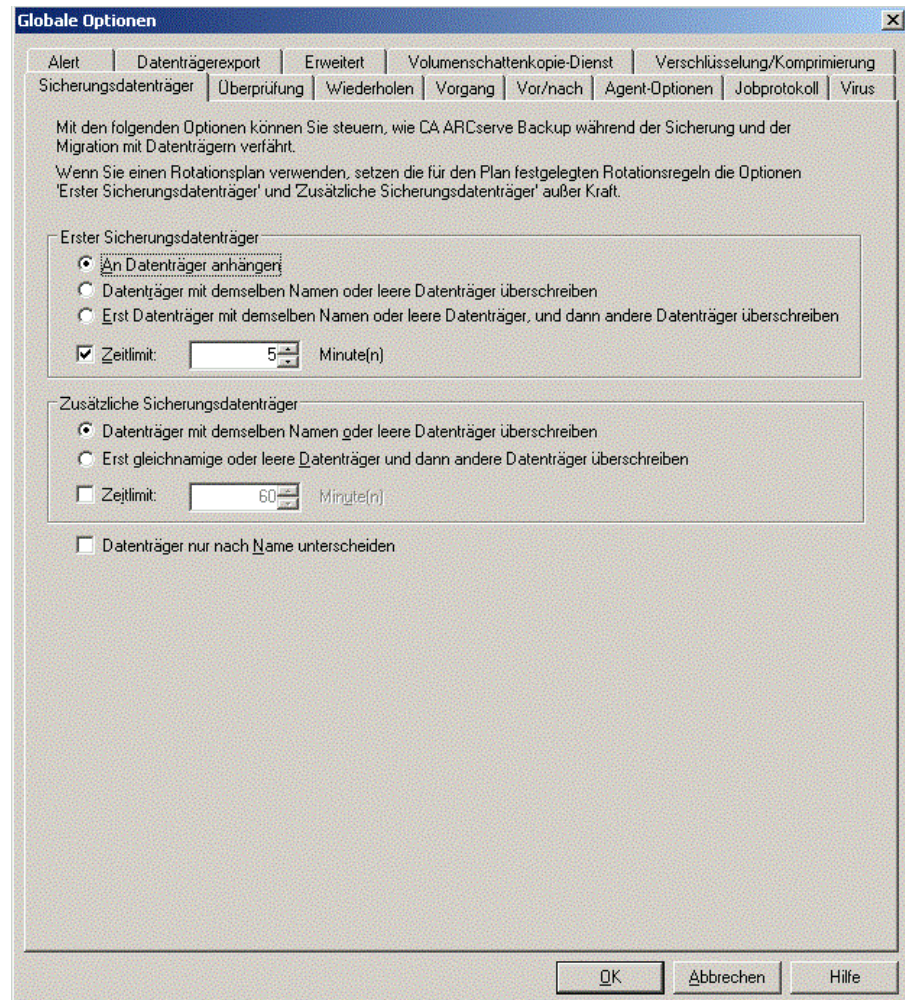 Globale Optionen
Alert
Datenträgerexport
Erweitert
Volumenschattenkopie-Dienst
Verschlüsselung/Komprimierung
Sicherungsdatenträger
Überprüfung
Wiederholen
Vorgang
Vor/nach
Agent-Optionen
Jobprotokoll
Virus
Mit den folgenden Optionen können Sie steuern, wie CA ARCserve Backup während der Sicherung und der
Migration mit Datenträgern verfährt.
Wenn Sie einen Rotationsplan verwenden, setzen die für den Plan festgelegten Rotationsregeln die Optionen
'Erster Sicherungsdatenträger' und 'Zusätzliche Sicherungsdatenträger' außer Kraft.
Erster Sicherungsdatenträger
An Datenträger anhängen
Datenträger mit demselben Namen oder leere Datenträger überschreiben
Erst Datenträger mit demselben Namen oder leere Datenträger, und dann andere Datenträger überschreiben
Zeitlimit: 5 Minute(n)
Zusätzliche Sicherungsdatenträger
Datenträger mit demselben Namen oder leere Datenträger überschreiben
Erst gleichnamige oder leere Datenträger und dann andere Datenträger überschreiben
Zeitlimit: 60 Minute(n)
Datenträger nur nach Name unterscheiden
OK
Abbrechen
Hilfe